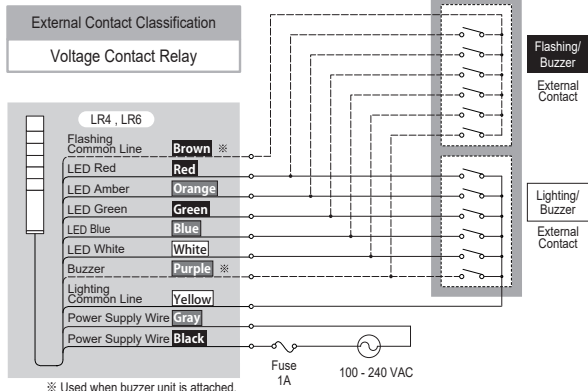 External Contact Classification
Voltage Contact Relay
LR4 , LR6
Flashing
Common Line Brown ※
LED Red Red
LED Amber Orange
LED Green Green
LED Blue Blue
LED White White
Buzzer Purple ※
Lighting
Common Line Yellow
Power Supply Wire Gray
Power Supply Wire Black
※ Used when buzzer unit is attached.
Fuse
1A
100 - 240 VAC
Flashing/
Buzzer
External
Contact
Lighting/
Buzzer
External
Contact